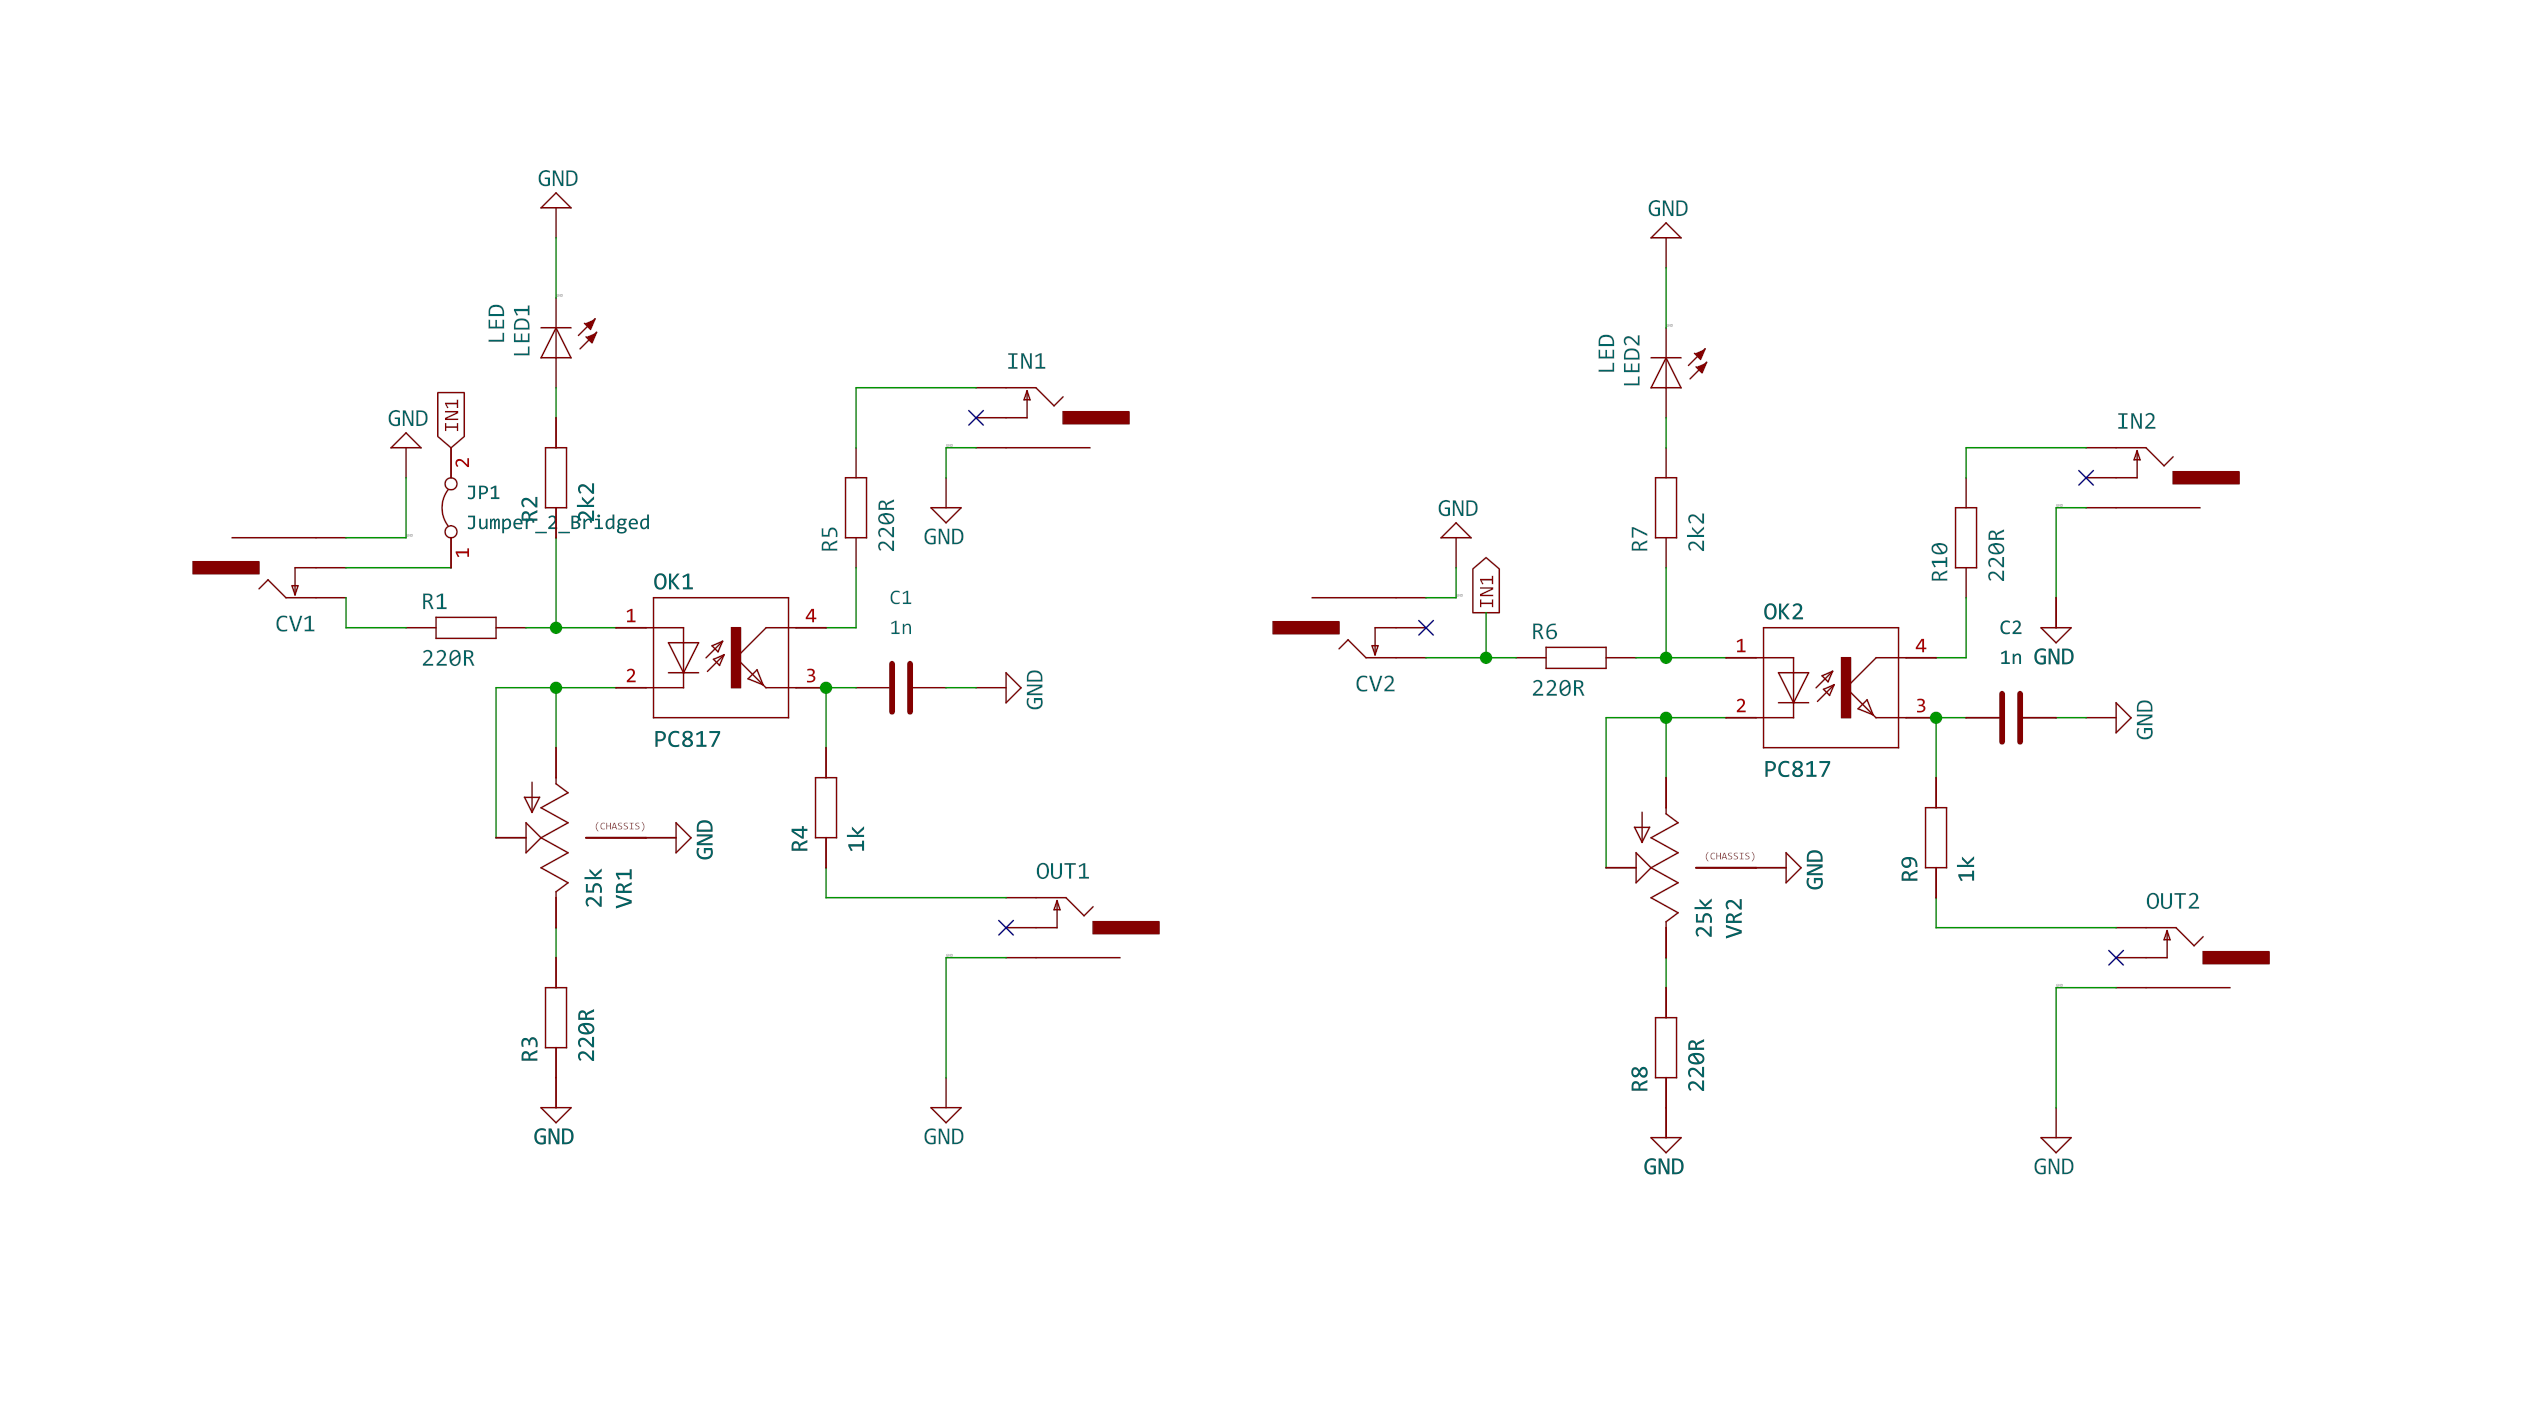 GND
LED
LED1
GND
IN1
2
JP1
Jumper_2_Bridged
1
R2
2k2
CV1
R1
220R
OK1
1
2
4
3
PC817
R5
220R
IN1
GND
C1
1n
GND
(CHASSIS)
GND
25k
VR1
R4
1k
OUT1
R3
220R
GND
GND
GND
LED
LED2
R7
2k2
GND
IN1
CV2
R6
220R
OK2
1
2
4
3
PC817
R10
220R
IN2
C2
1n
GND
GND
(CHASSIS)
GND
25k
VR2
R9
1k
OUT2
R8
220R
GND
GND